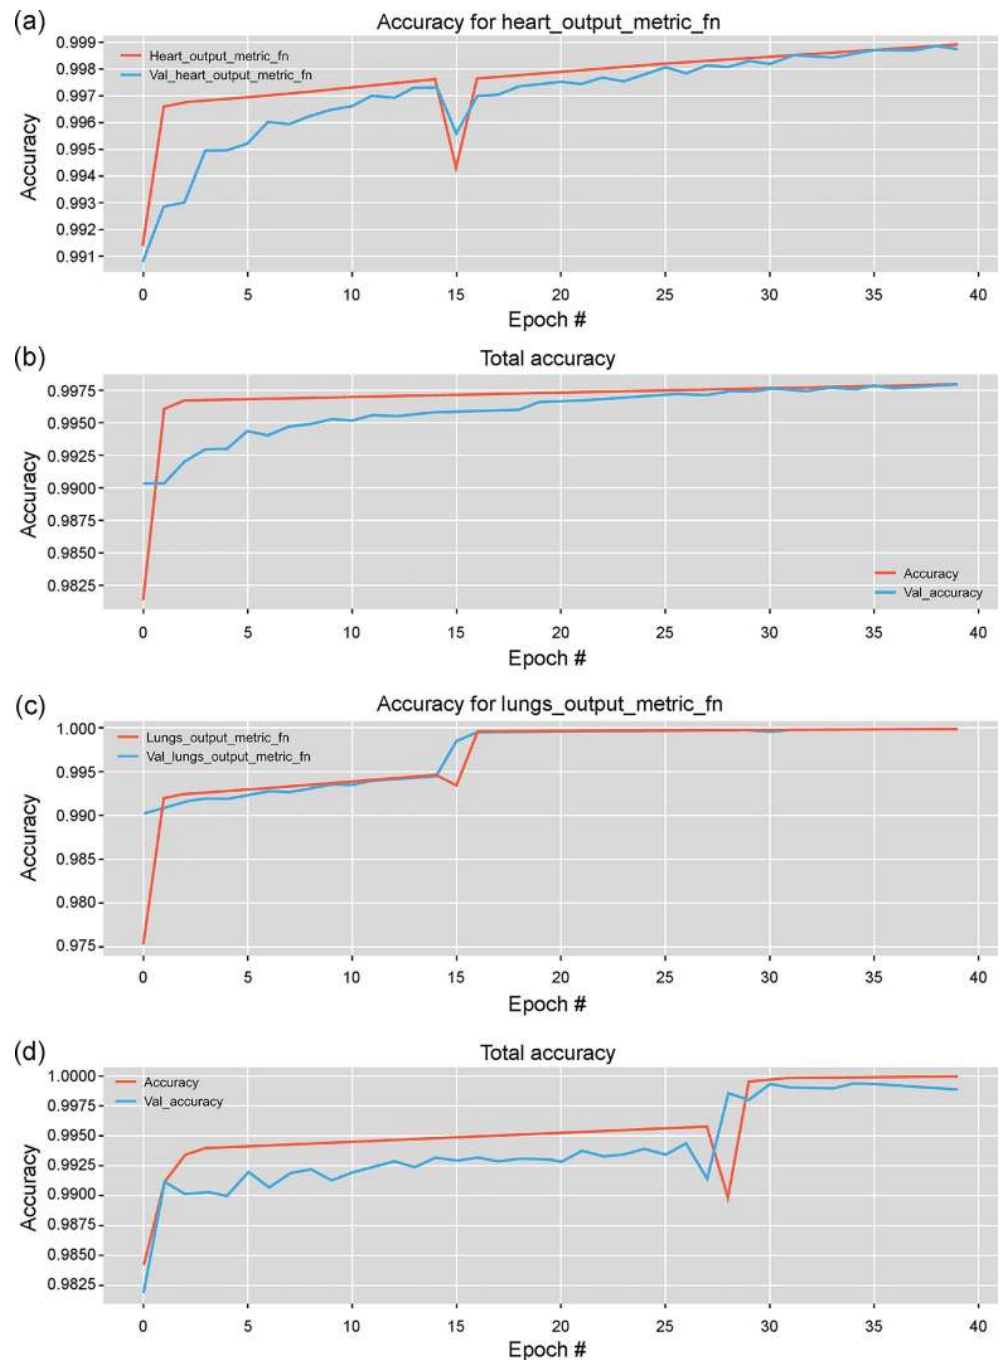 (a)
Accuracy for heart_output_metric_fn
Heart_output_metric_fn
Val_heart_output_metric_fn
Accuracy
0.999
0.998
0.997
0.996
0.995
0.994
0.993
0.992
0.991
0 5 10 15 20 25 30 35 40
Epoch #
(b)
Total accuracy
Accuracy
0.9975
0.9950
0.9925
0.9900
0.9875
0.9850
0.9825
Accuracy
Val_accuracy
0 5 10 15 20 25 30 35 40
Epoch #
(c)
Accuracy for lungs_output_metric_fn
Lungs_output_metric_fn
Val_lungs_output_metric_fn
Accuracy
1.000
0.995
0.990
0.985
0.980
0.975
0 5 10 15 20 25 30 35 40
Epoch #
(d)
Total accuracy
Accuracy
Val_accuracy
Accuracy
1.0000
0.9975
0.9950
0.9925
0.9900
0.9875
0.9850
0.9825
0 5 10 15 20 25 30 35 40
Epoch #